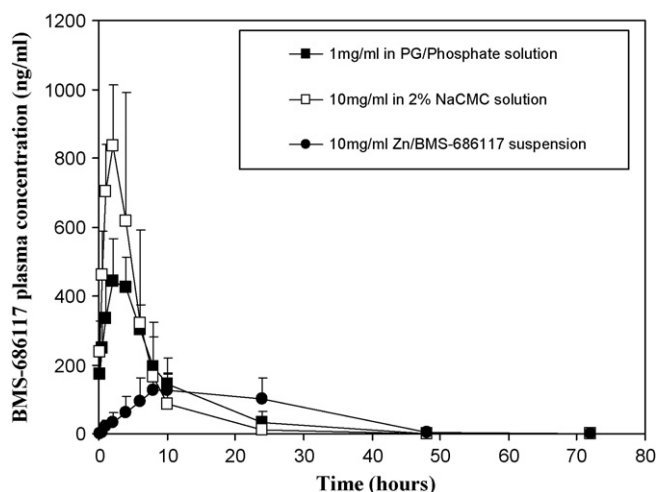 BMS-686117 plasma concentration (ng/ml)
1200
1000
800
600
400
200
0
1mg/ml in PG/Phosphate solution
10mg/ml in 2% NaCMC solution
10mg/ml Zn/BMS-686117 suspension
0 10 20 30 40 50 60 70 80
Time (hours)